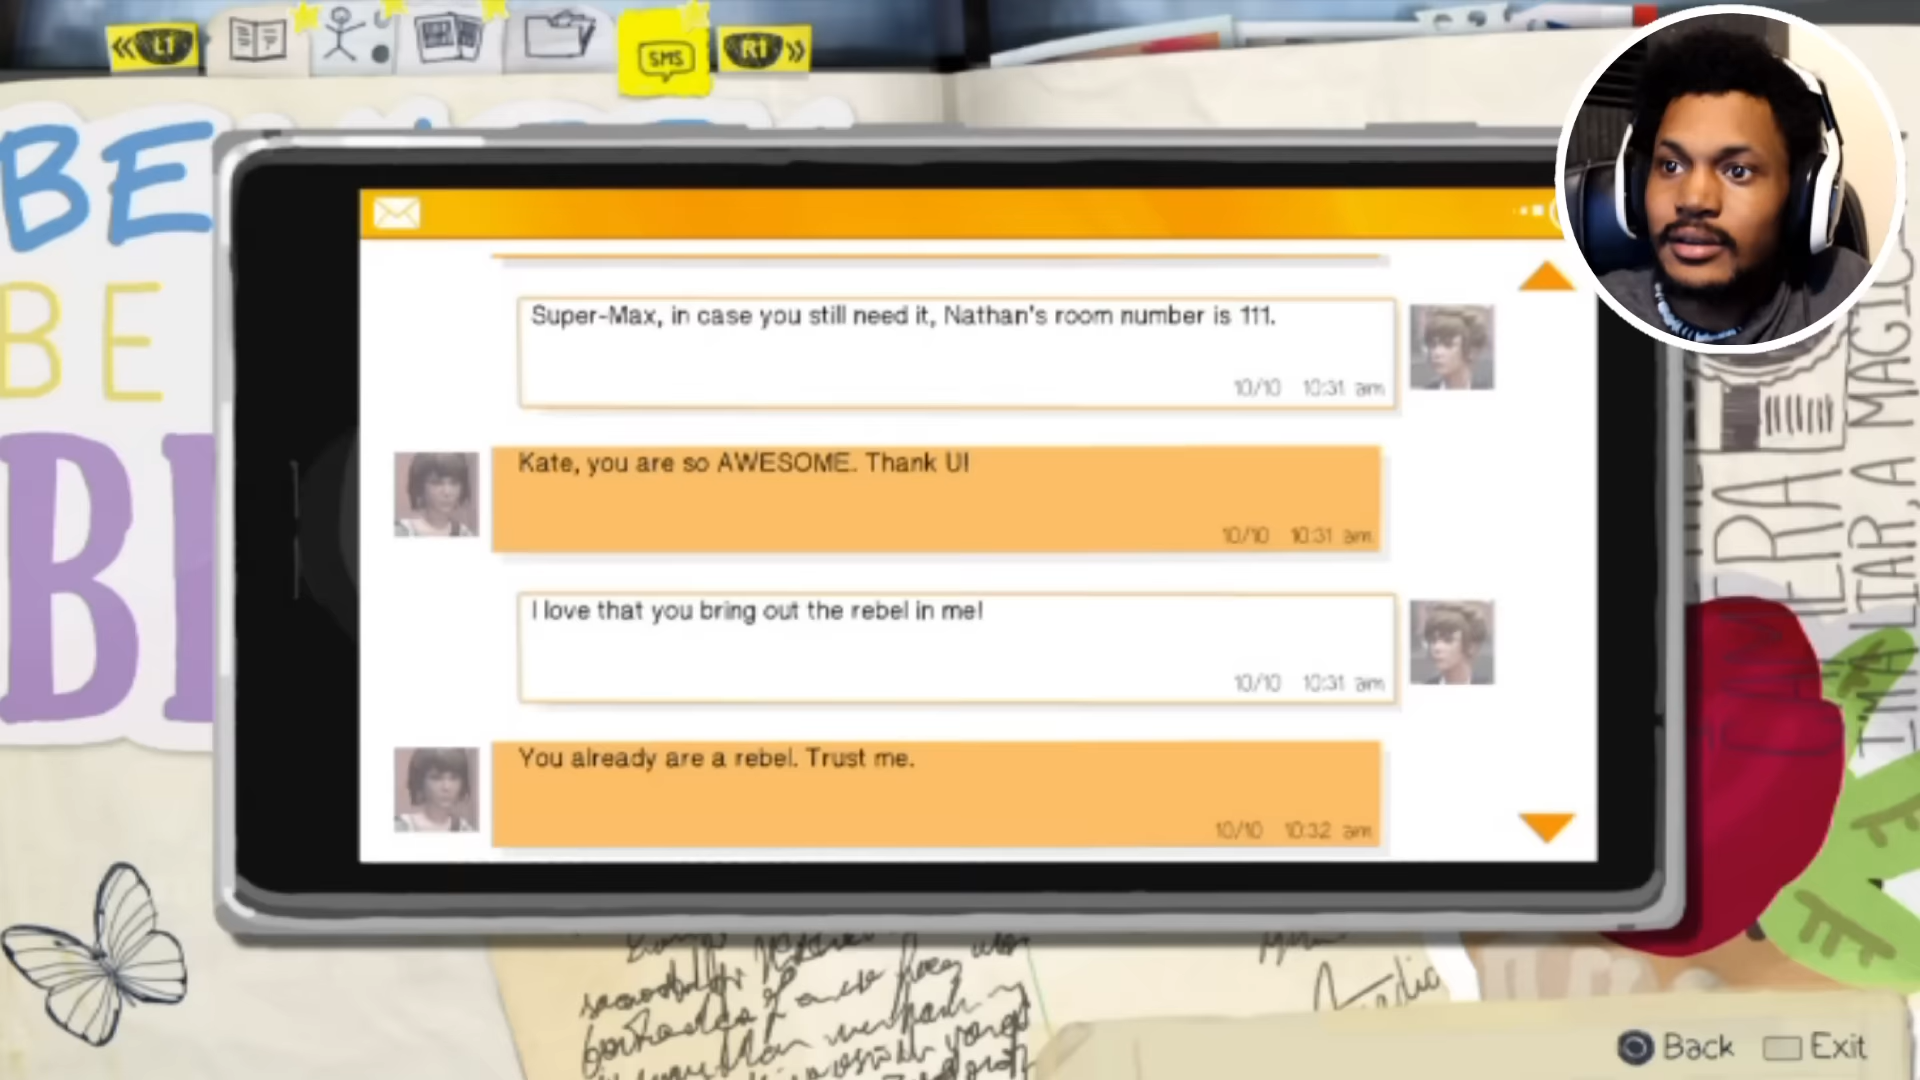 L1
SMS
R1
BE
BE
Super-Max, in case you still need it, Nathan's room number is 111.
10/10 10:31 am
Kate, you are so AWESOME. Thank U!
10/10 10:31 am
I love that you bring out the rebel in me!
10/10 10:31 am
You already are a rebel. Trust me.
10/10 10:32 am
CAMERA
I'M A LIAR, A MAGIC
Back
Exit